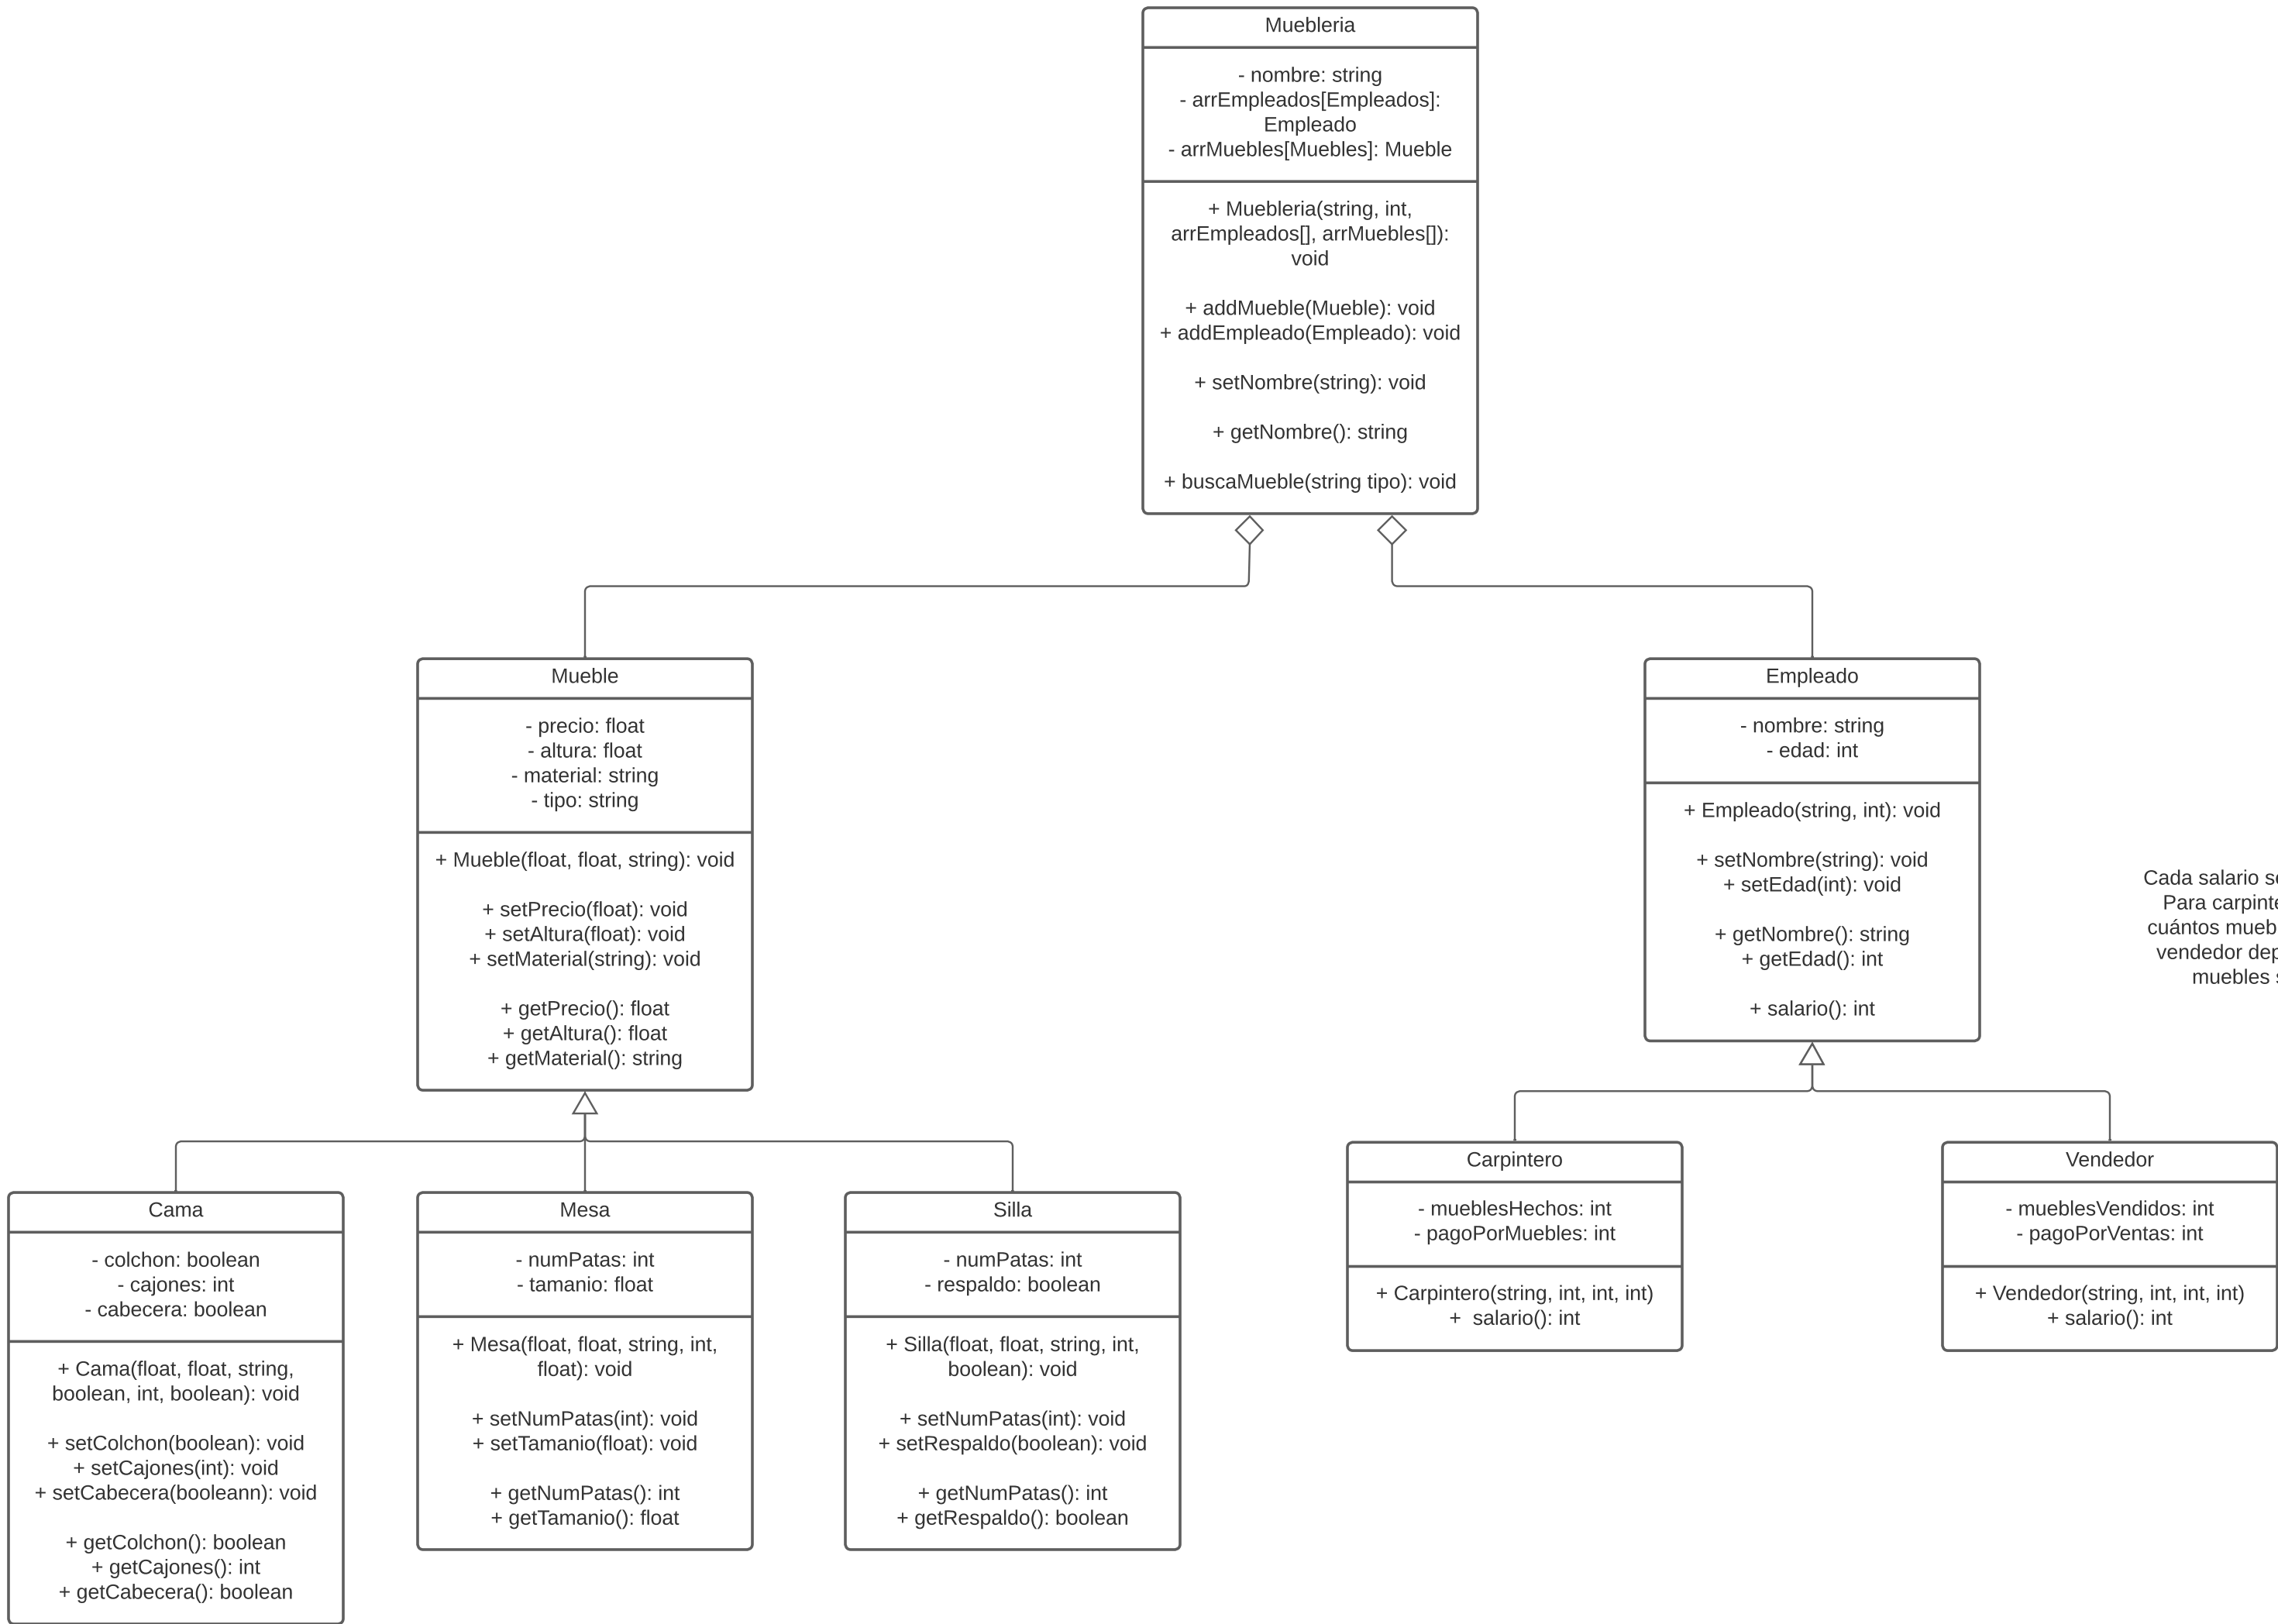 Muebleria
- nombre: string
- arrEmpleados[Empleados]:
Empleado
- arrMuebles[Muebles]: Mueble
+ Muebleria(string, int,
arrEmpleados[], arrMuebles[]):
void
+ addMueble(Mueble): void
+ addEmpleado(Empleado): void
+ setNombre(string): void
+ getNombre(): string
+ buscaMueble(string tipo): void
Mueble
- precio: float
- altura: float
- material: string
- tipo: string
+ Mueble(float, float, string): void
+ setPrecio(float): void
+ setAltura(float): void
+ setMaterial(string): void
+ getPrecio(): float
+ getAltura(): float
+ getMaterial(): string
Empleado
- nombre: string
- edad: int
+ Empleado(string, int): void
+ setNombre(string): void
+ setEdad(int): void
+ getNombre(): string
+ getEdad(): int
+ salario(): int
Cada salario
Para
cuántos
vendedor
muebles
Cama
- colchon: boolean
- cajones: int
- cabecera: boolean
+ Cama(float, float, string,
boolean, int, boolean): void
+ setColchon(boolean): void
+ setCajones(int): void
+ setCabecera(booleann): void
+ getColchon(): boolean
+ getCajones(): int
+ getCabecera(): boolean
Mesa
- numPatas: int
- tamanio: float
+ Mesa(float, float, string, int,
float): void
+ setNumPatas(int): void
+ setTamanio(float): void
+ getNumPatas(): int
+ getTamanio(): float
Silla
- numPatas: int
- respaldo: boolean
+ Silla(float, float, string, int,
boolean): void
+ setNumPatas(int): void
+ setRespaldo(boolean): void
+ getNumPatas(): int
+ getRespaldo(): boolean
Carpintero
- mueblesHechos: int
- pagoPorMuebles: int
+ Carpintero(string, int, int, int)
+  salario(): int
Vendedor
- mueblesVendidos: int
- pagoPorVentas: int
+ Vendedor(string, int, int, int)
+ salario(): int